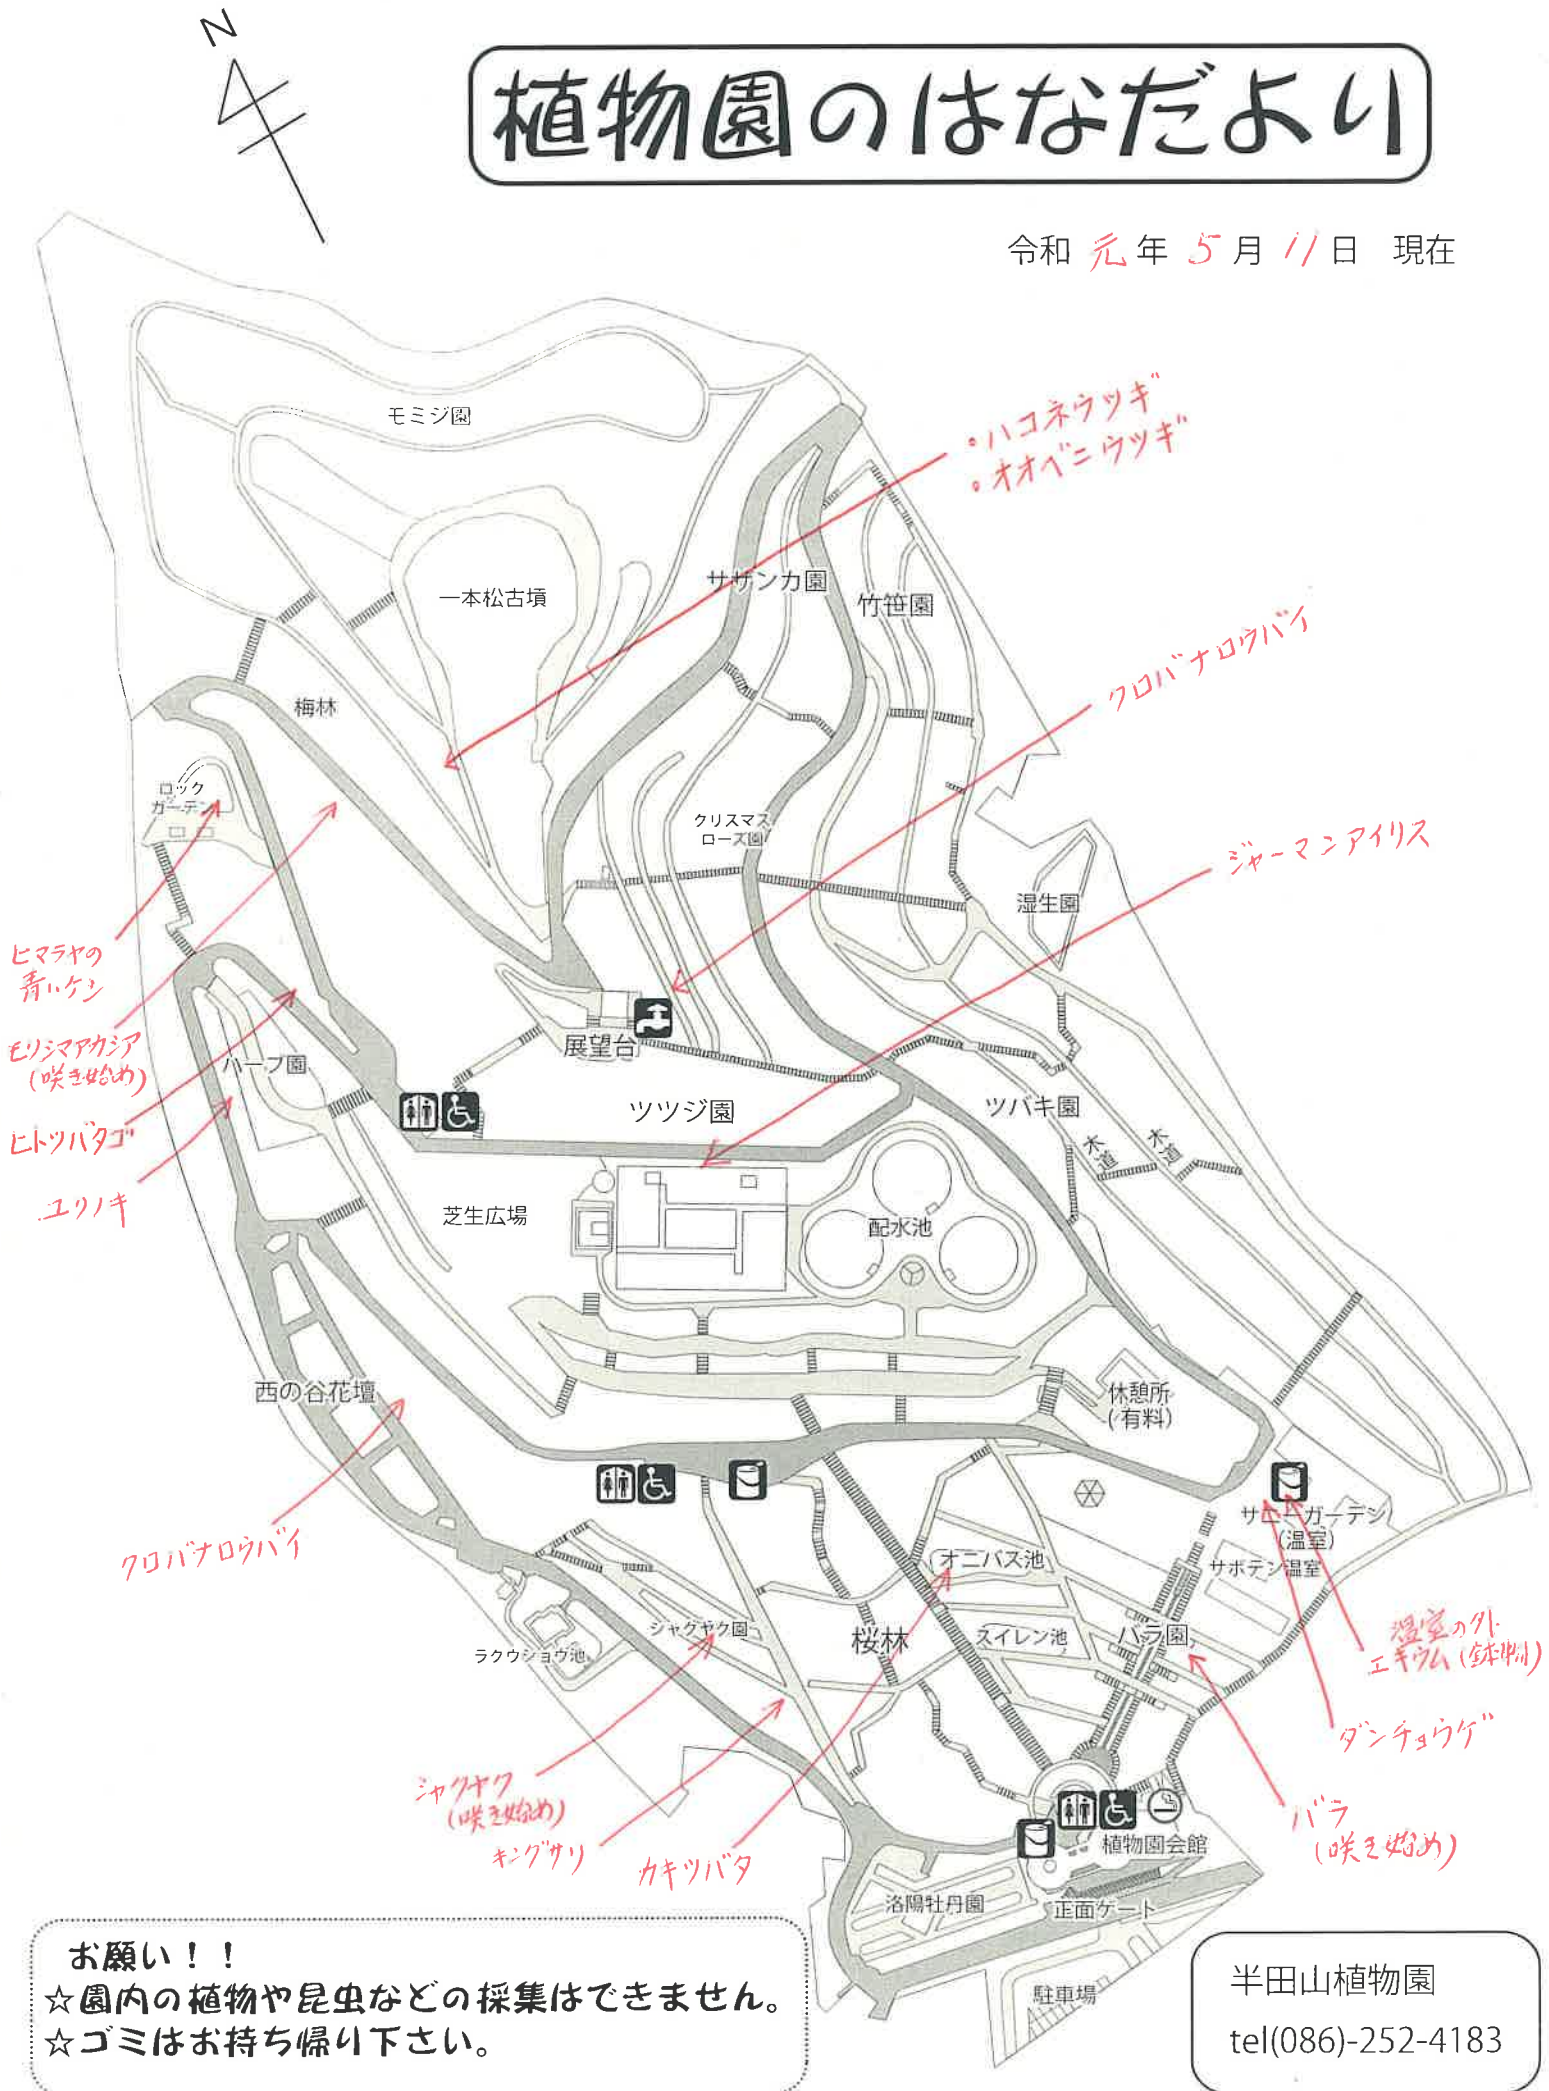 N
植物園のはなだより
令和 元 年 5 月 11 日 現在
モミジ園
・ハコネウツギ
・オオベニウツギ
一本松古墳
サザンカ園
竹笹園
クロバナロウバイ
梅林
ロック
ガーデン
クリスマス
ローズ園
ジャーマンアイリス
湿生園
ヒマラヤの
青いケシ
モリシマアカシア
(咲き始め)
ヒトツバタゴ
ユリノキ
ハーブ園
展望台
ツツジ園
ツバキ園
木道
木道
芝生広場
配水池
西の谷花壇
休憩所
(有料)
クロバナロウバイ
サニーガーデン
(温室)
サボテン温室
オニバス池
シャクヤク園
桜林
スイレン池
バラ園
ラクウショウ池
温室の外
エキウム(鉢植)
ダンチョウゲ
シャクヤク
(咲き始め)
キングサリ
カキツバタ
バラ
(咲き始め)
植物園会館
洛陽牡丹園
正面ゲート
駐車場
お願い！！
☆園内の植物や昆虫などの採集はできません。
☆ゴミはお持ち帰り下さい。
半田山植物園
tel(086)-252-4183